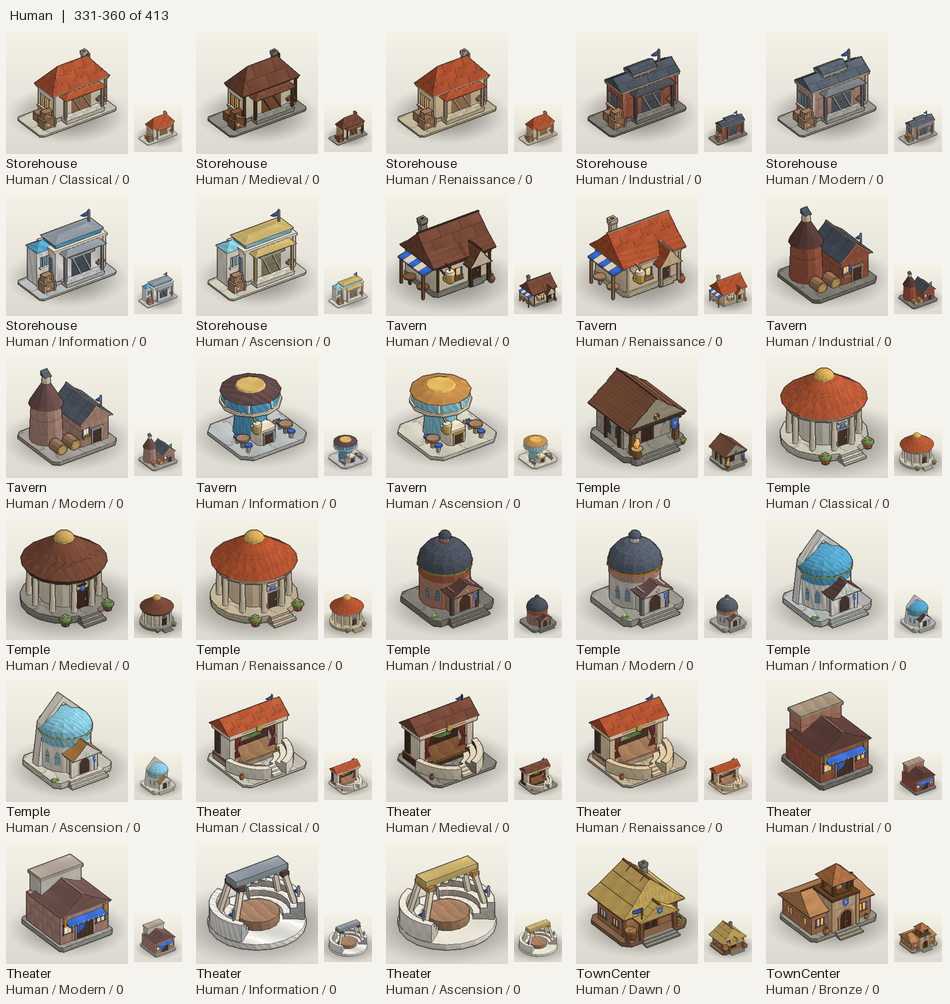 Human | 331-360 of 413
Storehouse
Human / Classical / 0
Storehouse
Human / Medieval / 0
Storehouse
Human / Renaissance / 0
Storehouse
Human / Industrial / 0
Storehouse
Human / Modern / 0
Storehouse
Human / Information / 0
Storehouse
Human / Ascension / 0
Tavern
Human / Medieval / 0
Tavern
Human / Renaissance / 0
Tavern
Human / Industrial / 0
Tavern
Human / Modern / 0
Tavern
Human / Information / 0
Tavern
Human / Ascension / 0
Temple
Human / Iron / 0
Temple
Human / Classical / 0
Temple
Human / Medieval / 0
Temple
Human / Renaissance / 0
Temple
Human / Industrial / 0
Temple
Human / Modern / 0
Temple
Human / Information / 0
Temple
Human / Ascension / 0
Theater
Human / Classical / 0
Theater
Human / Medieval / 0
Theater
Human / Renaissance / 0
Theater
Human / Industrial / 0
Theater
Human / Modern / 0
Theater
Human / Information / 0
Theater
Human / Ascension / 0
TownCenter
Human / Dawn / 0
TownCenter
Human / Bronze / 0